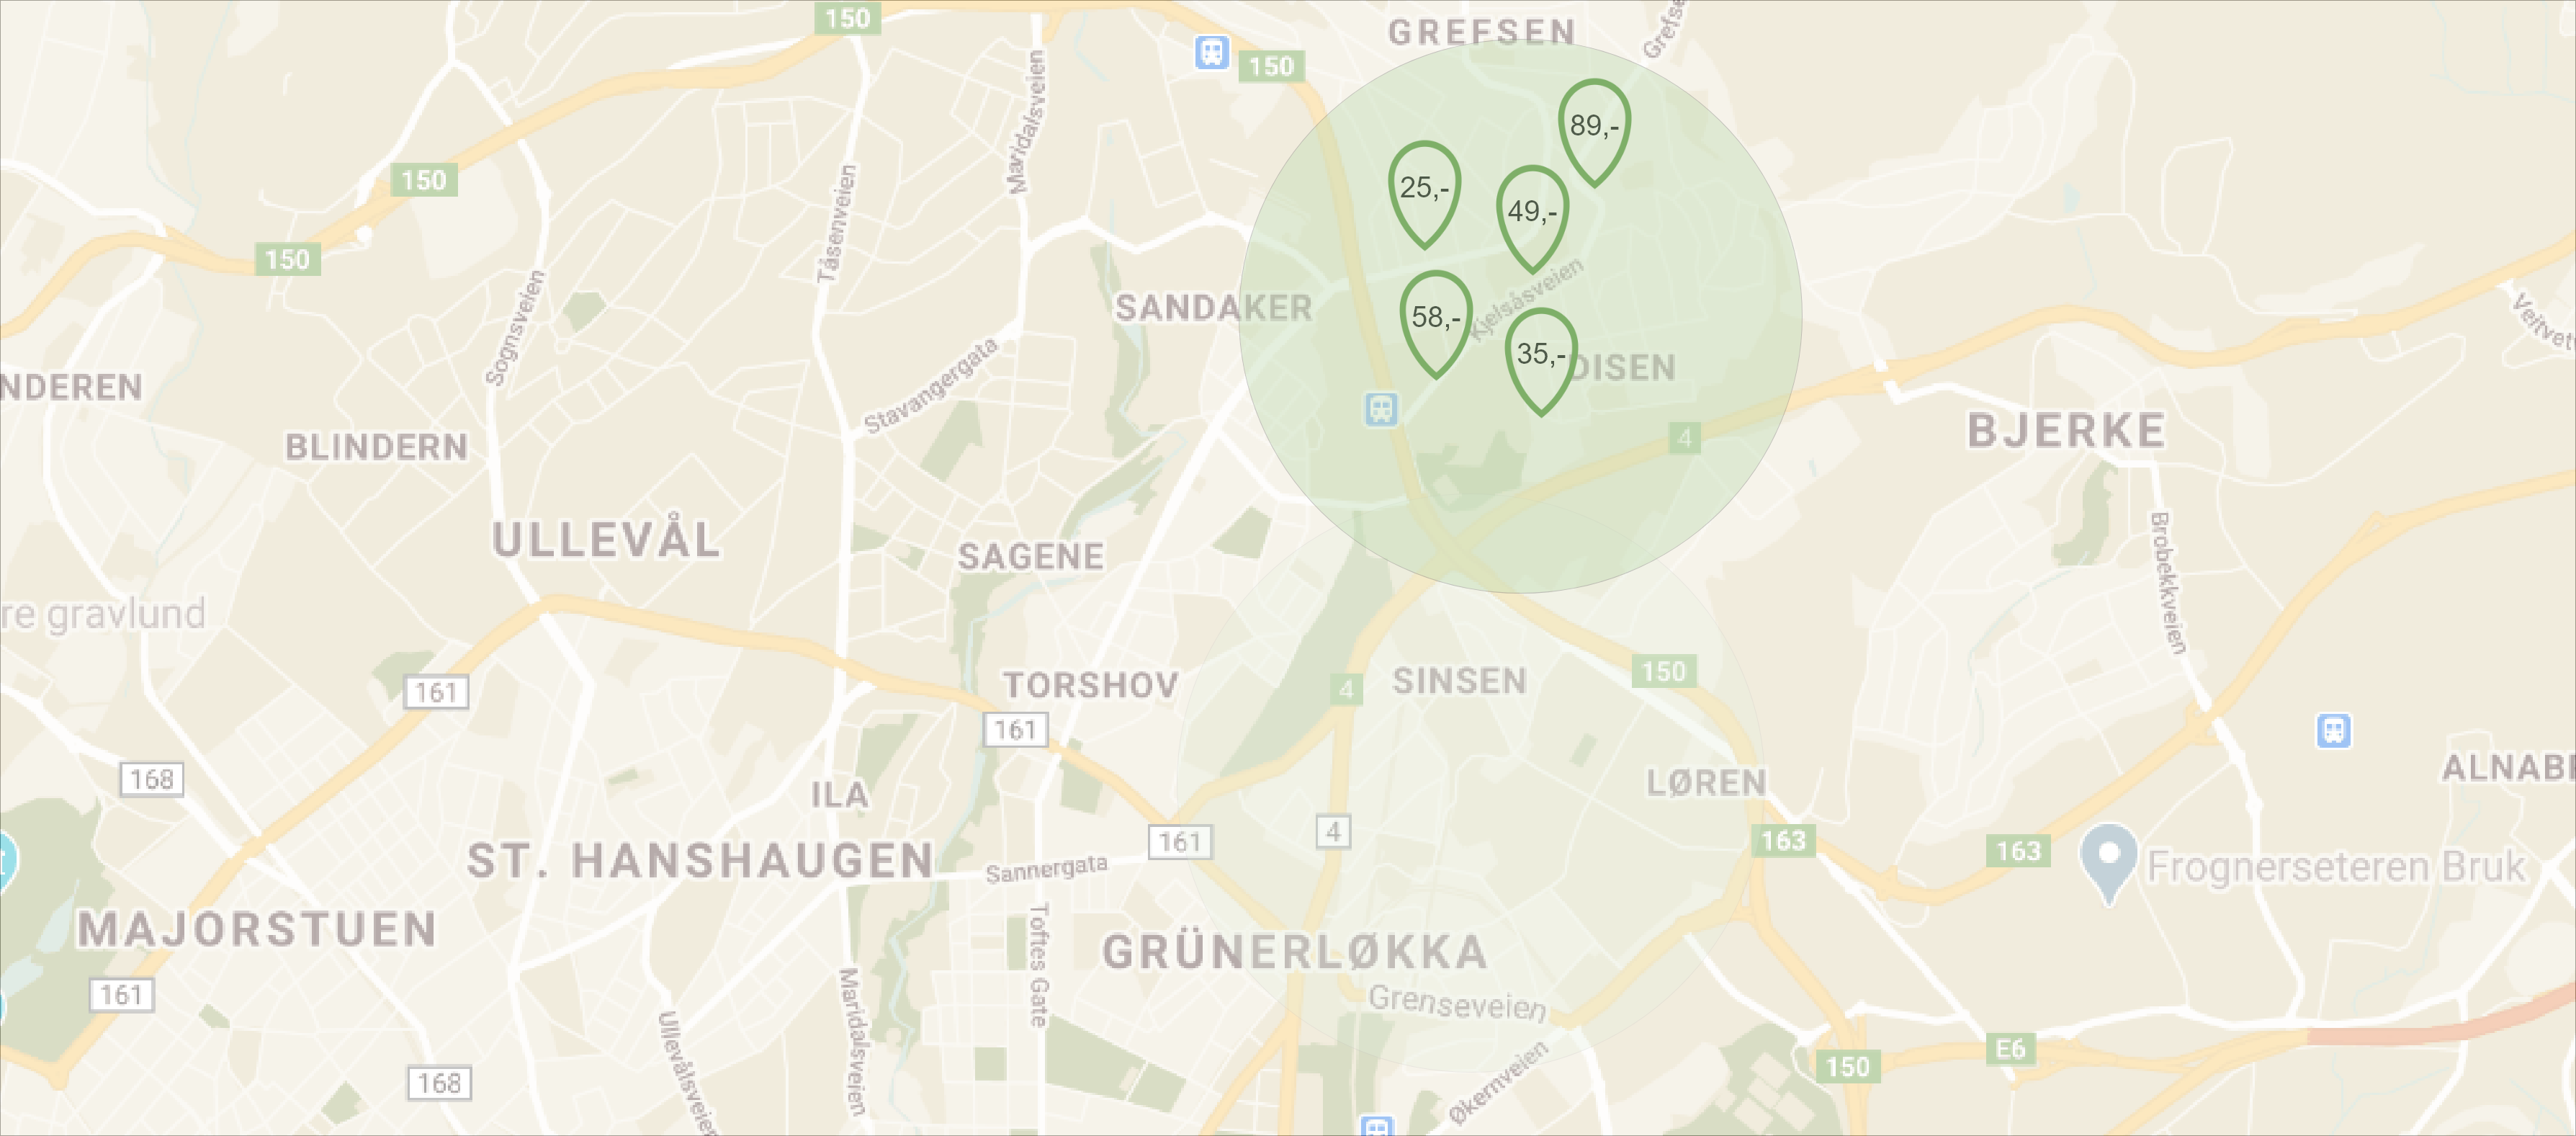 150
GREFSEN
Grefse
150
Maridalsveien
89,-
150
25,-
49,-
Tåsenveien
150
Sognsveien
Kjelsåsveien
SANDAKER
58,-
35,-
DISEN
Veitvet
Stavangergata
NDEREN
BLINDERN
4
BJERKE
ULLEVÅL
SAGENE
Brobekkveien
re gravlund
161
TORSHOV
4
SINSEN
150
161
168
ILA
LØREN
ALNAB
4
161
163
163
ST. HANSHAUGEN
Sannergata
Frognerseteren Bruk
MAJORSTUEN
Toftes Gate
GRÜNERLØKKA
161
Grenseveien
Maridalsveien
Ullevålsveien
E6
150
168
Økernveien